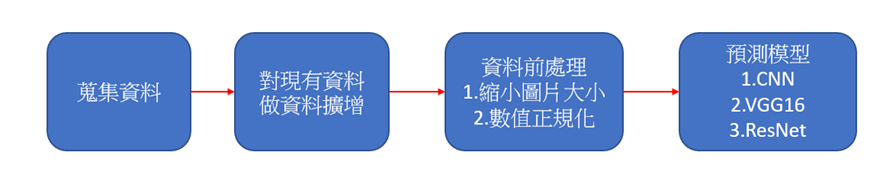 蒐集資料
對現有資料
做資料擴增
資料前處理
1.縮小圖片大小
2.數值正規化
預測模型
1.CNN
2.VGG16
3.ResNet